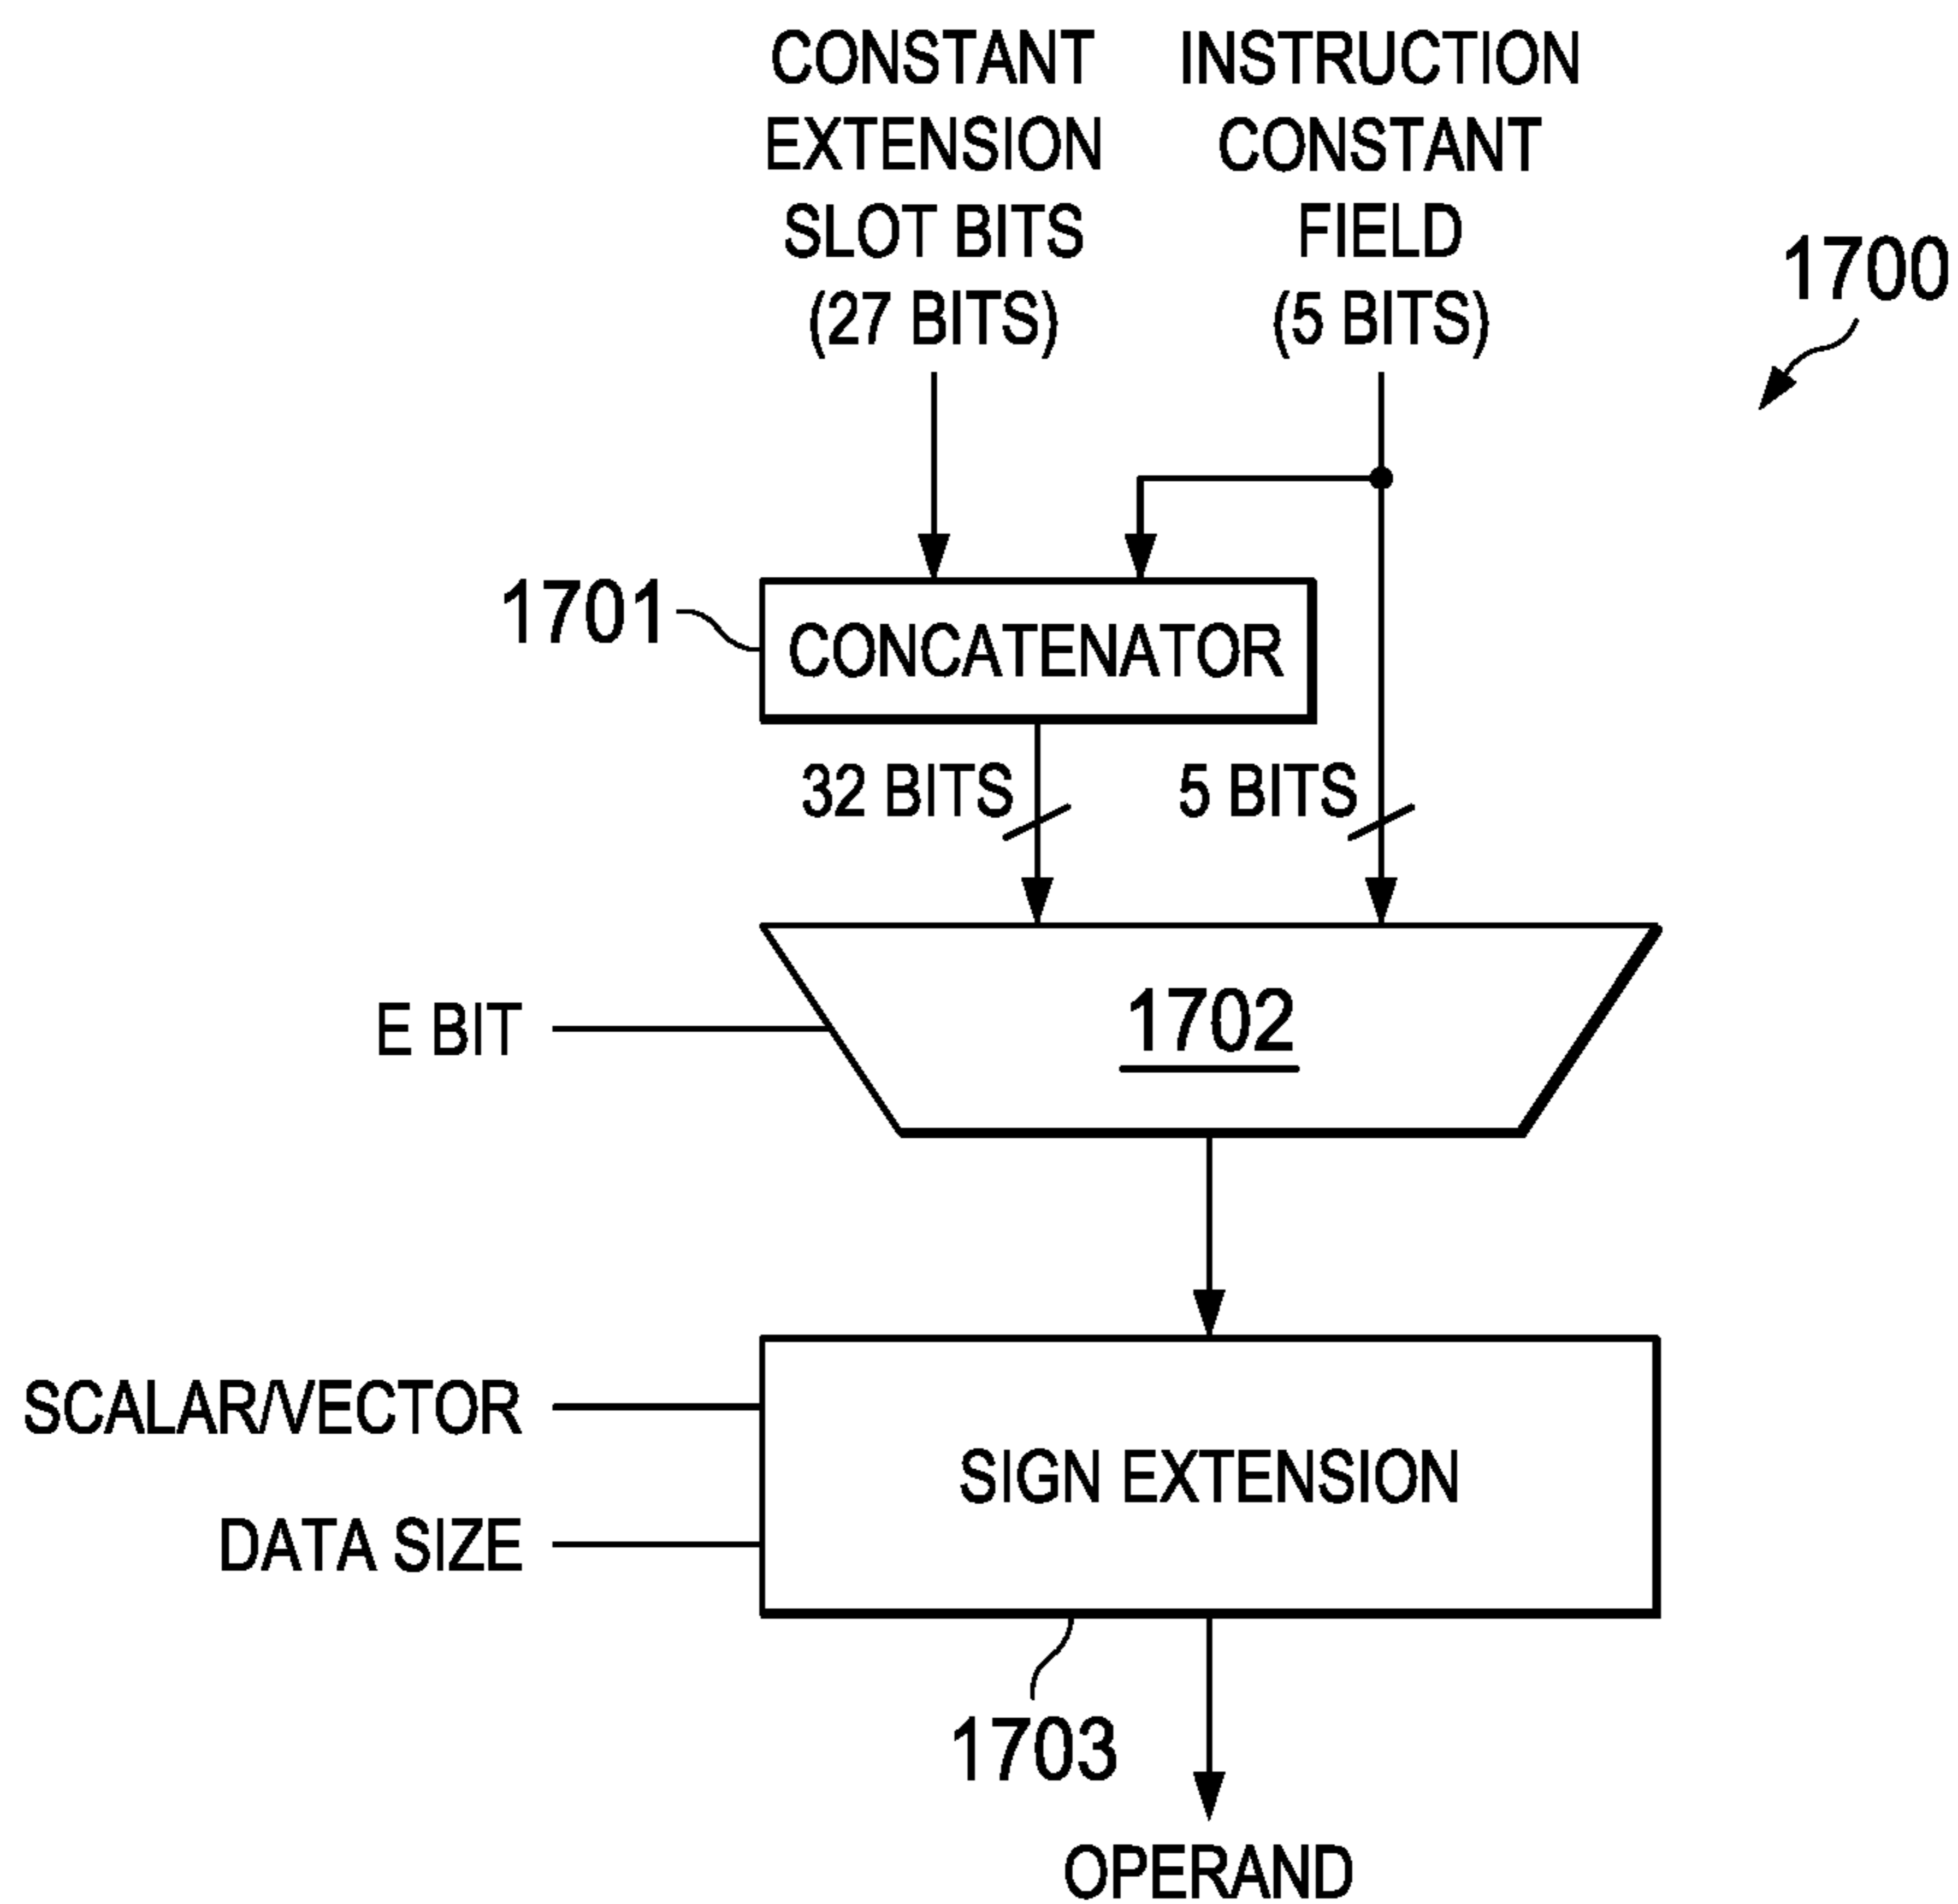 CONSTANT
EXTENSION
SLOT BITS
(27 BITS)
INSTRUCTION
CONSTANT
FIELD
(5 BITS)
1700
1701
CONCATENATOR
32 BITS
5 BITS
E BIT
1702
SCALAR/VECTOR
DATA SIZE
SIGN EXTENSION
1703
OPERAND